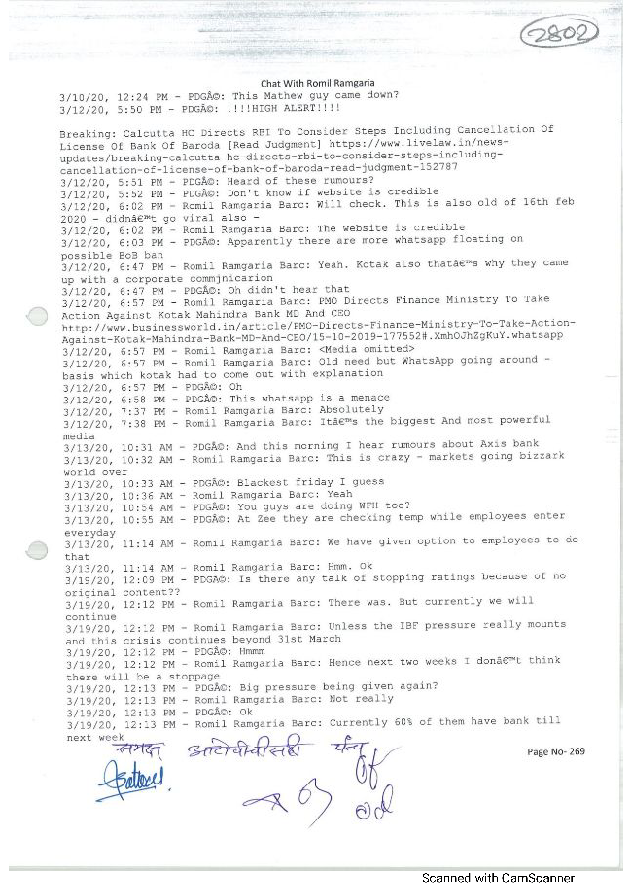 2802
Chat With Romil Ramgaria
3/10/20, 12:24 PM - PDGÃ©: This Mathew guy came down?
3/12/20, 5:50 PM - PDGÃ©: .!!!HIGH ALERT!!!!
Breaking: Calcutta HC Directs RBI To Consider Steps Including Cancellation Of
License Of Bank Of Baroda [Read Judgment] https://www.livelaw.in/news-
updates/breaking-calcutta-hc-directs-rbi-to-consider-steps-including-
cancellation-of-license-of-bank-of-baroda-read-judgment-152787
3/12/20, 5:51 PM - PDGÃ©: Heard of these rumours?
3/12/20, 5:52 PM - PDGÃ©: Don't know if website is credible
3/12/20, 6:02 PM - Romil Ramgaria Barc: Will check. This is also old of 16th feb
2020 - didnâ€™t go viral also -
3/12/20, 6:02 PM - Romil Ramgaria Barc: The website is credible
3/12/20, 6:03 PM - PDGÃ©: Apparently there are more whatsapp floating on
possible BoB ban
3/12/20, 6:47 PM - Romil Ramgaria Barc: Yeah. Kotak also thatâ€™s why they came
up with a corporate commjnicarion
3/12/20, 6:47 PM - PDGÃ©: Oh didn't hear that
3/12/20, 6:57 PM - Romil Ramgaria Barc: PMO Directs Finance Ministry To Take
Action Against Kotak Mahindra Bank MD And CEO
http://www.businessworld.in/article/PMO-Directs-Finance-Ministry-To-Take-Action-
Against-Kotak-Mahindra-Bank-MD-And-CEO/15-10-2019-177552#.XmhOJhZgKuY.whatsapp
3/12/20, 6:57 PM - Romil Ramgaria Barc: <Media omitted>
3/12/20, 6:57 PM - Romil Ramgaria Barc: Old need but WhatsApp going around -
basis which kotak had to come out with explanation
3/12/20, 6:57 PM - PDGÃ©: Oh
3/12/20, 6:58 PM - PDGÃ©: This whatsapp is a menace
3/12/20, 7:37 PM - Romil Ramgaria Barc: Absolutely
3/12/20, 7:38 PM - Romil Ramgaria Barc: Itâ€™s the biggest And most powerful
media
3/13/20, 10:31 AM - PDGÃ©: And this morning I hear rumours about Axis bank
3/13/20, 10:32 AM - Romil Ramgaria Barc: This is crazy - markets going bizzark
world over
3/13/20, 10:33 AM - PDGÃ©: Blackest friday I guess
3/13/20, 10:36 AM - Romil Ramgaria Barc: Yeah
3/13/20, 10:54 AM - PDGÃ©: You guys are doing WFH too?
3/13/20, 10:55 AM - PDGÃ©: At Zee they are checking temp while employees enter
everyday
3/13/20, 11:14 AM - Romil Ramgaria Barc: We have given option to employees to do
that
3/13/20, 11:14 AM - Romil Ramgaria Barc: Hmm. Ok
3/19/20, 12:09 PM - PDGÃ©: Is there any talk of stopping ratings because of no
original content??
3/19/20, 12:12 PM - Romil Ramgaria Barc: There was. But currently we will
continue
3/19/20, 12:12 PM - Romil Ramgaria Barc: Unless the IBF pressure really mounts
and this crisis continues beyond 31st March
3/19/20, 12:12 PM - PDGÃ©: Hmmm
3/19/20, 12:12 PM - Romil Ramgaria Barc: Hence next two weeks I donâ€™t think
there will be a stoppage
3/19/20, 12:13 PM - PDGÃ©: Big pressure being given again?
3/19/20, 12:13 PM - Romil Ramgaria Barc: Not really
3/19/20, 12:13 PM - PDGÃ©: Ok
3/19/20, 12:13 PM - Romil Ramgaria Barc: Currently 60% of them have bank till
next week
समक्ष
Page No- 269
Scanned with CamScanner